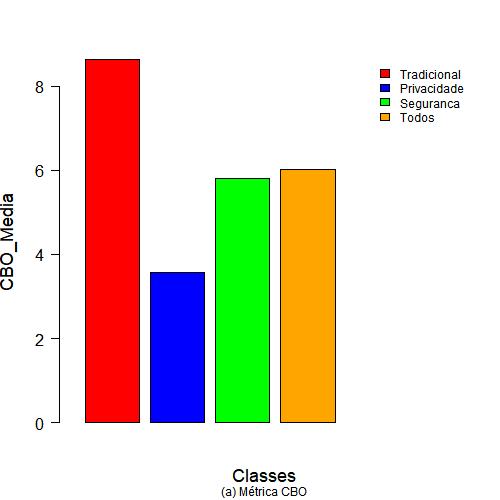 Tradicional
Privacidade
Seguranca
Todos
CBO_Media
8
6
4
2
0
Classes
(a) Métrica CBO